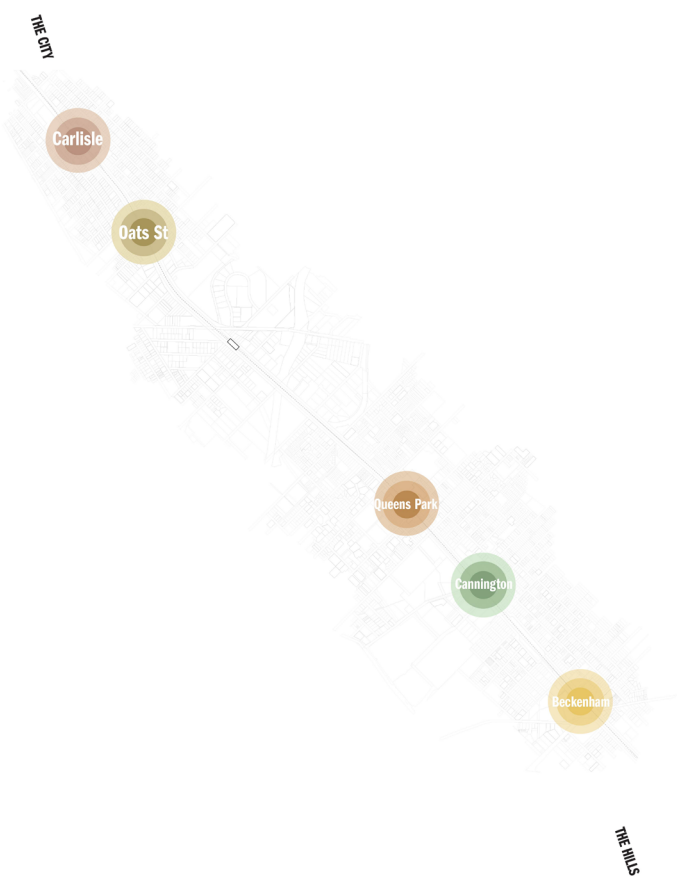 THE CITY
Carlisle
Oats St
Queens Park
Cannington
Beckenham
THE HILLS